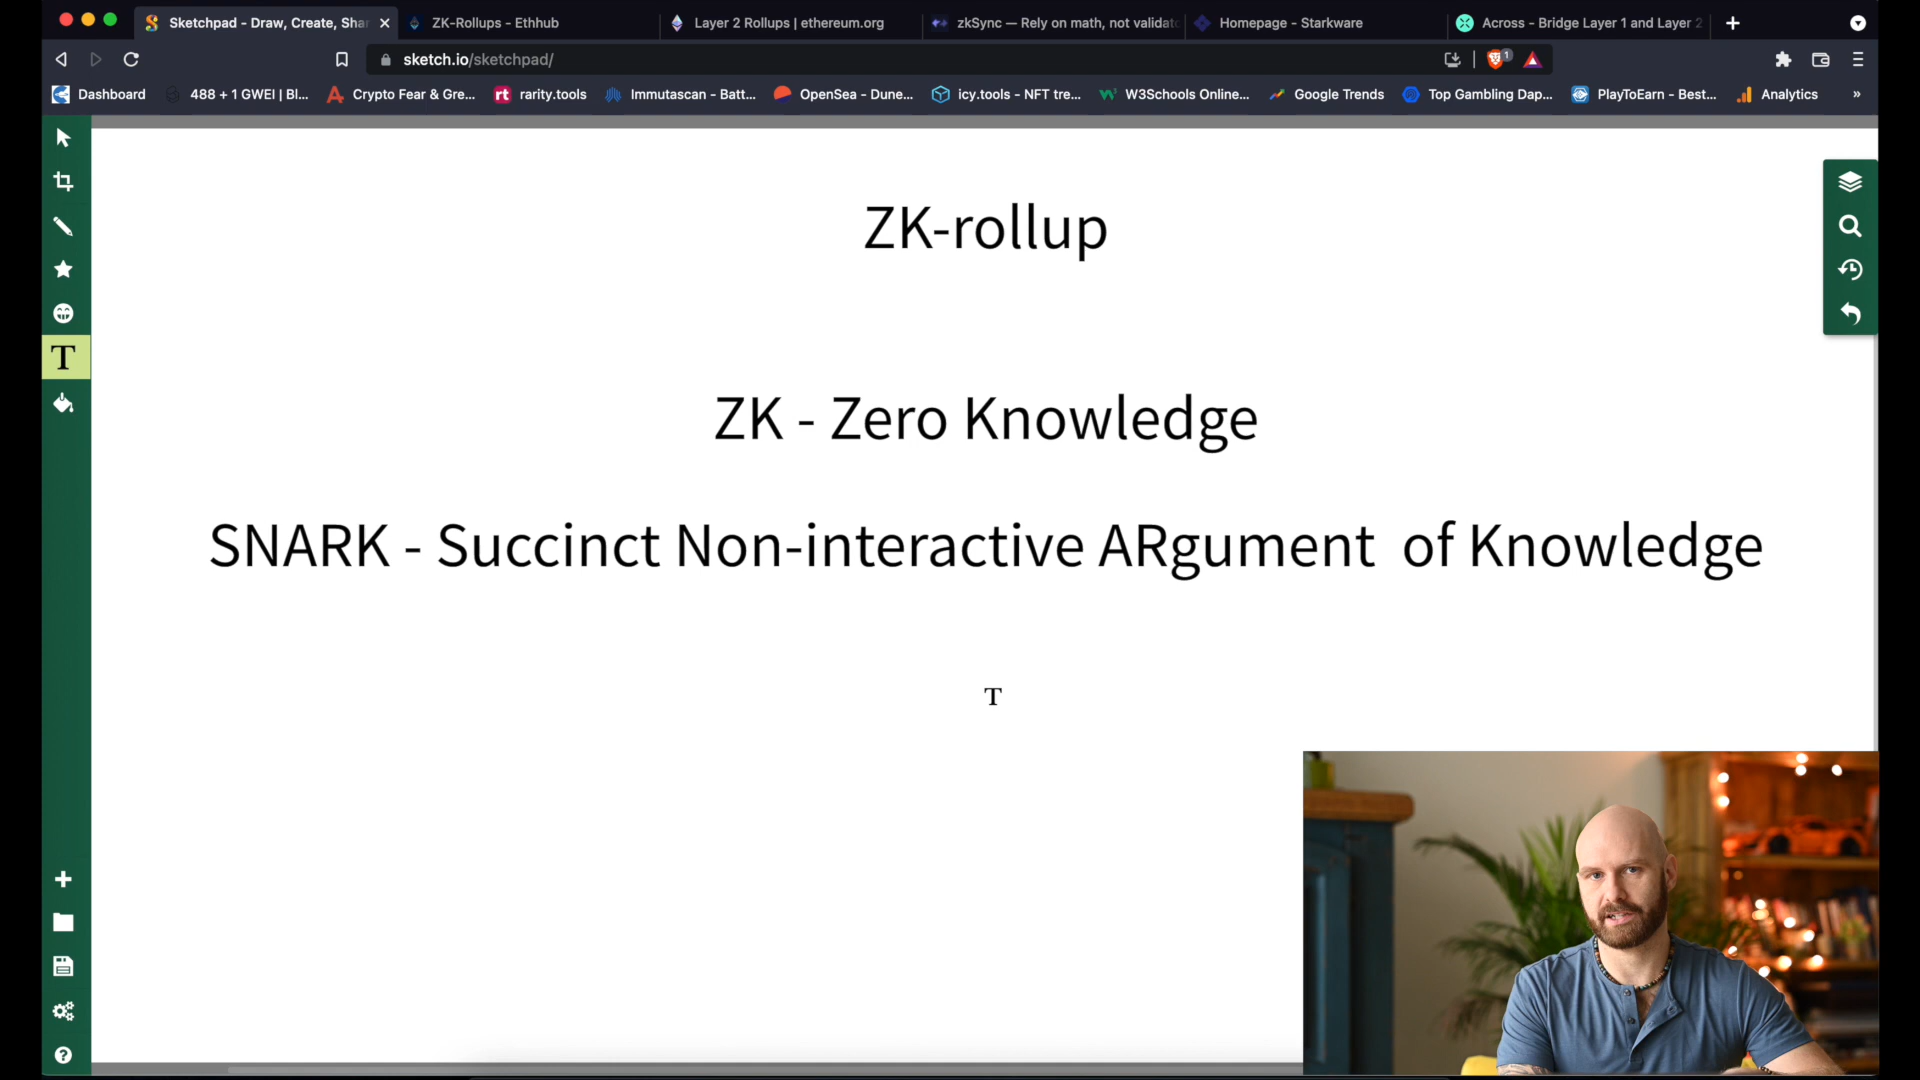 Sketchpad - Draw, Create, Sha
ZK-Rollups - Ethhub
Layer 2 Rollups | ethereum.org
zkSync — Rely on math, not validato
Homepage - Starkware
Across - Bridge Layer 1 and Layer 2
sketch.io/sketchpad/
1
Dashboard
488 + 1 GWEI | Bl...
Crypto Fear & Gre...
rt rarity.tools
Immutascan - Batt...
OpenSea - Dune...
icy.tools - NFT tre...
W3Schools Online...
Google Trends
Top Gambling Dap...
PlayToEarn - Best...
Analytics
»
T
ZK-rollup
ZK - Zero Knowledge
SNARK - Succinct Non-interactive ARgument of Knowledge
T